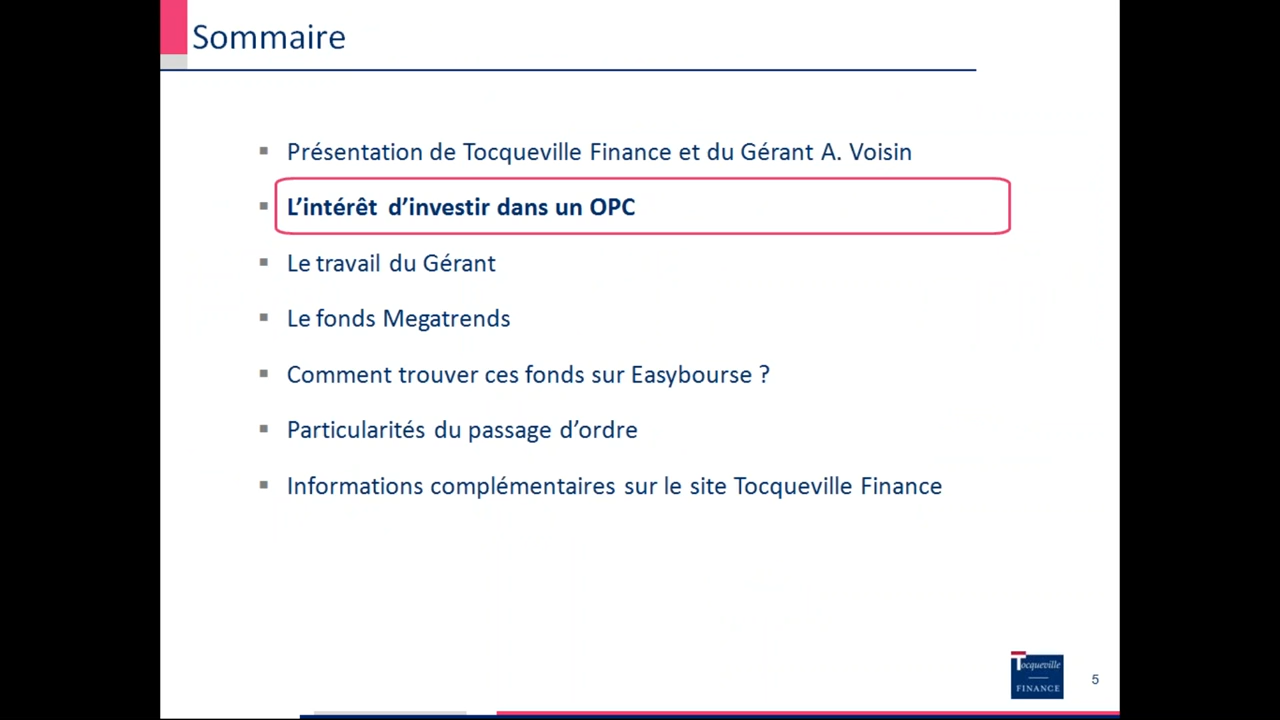 Sommaire
▪ Présentation de Tocqueville Finance et du Gérant A. Voisin
▪ L’intérêt d’investir dans un OPC
▪ Le travail du Gérant
▪ Le fonds Megatrends
▪ Comment trouver ces fonds sur Easybourse ?
▪ Particularités du passage d’ordre
▪ Informations complémentaires sur le site Tocqueville Finance
Tocqueville
FINANCE
5